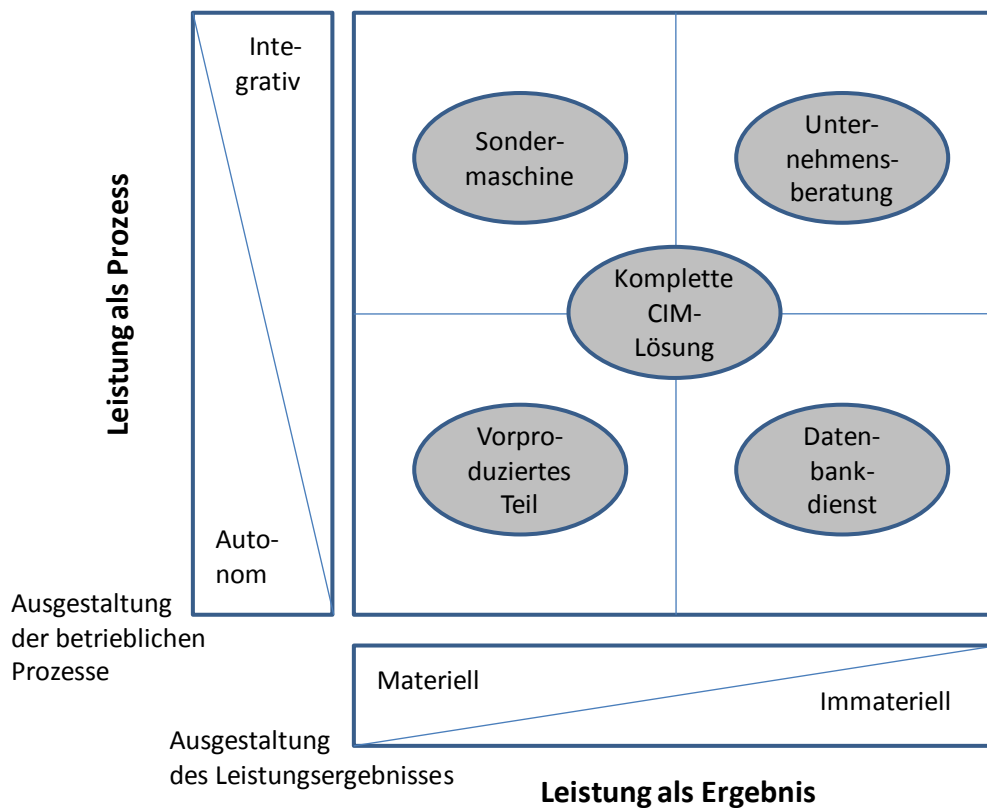 Inte-
grativ
Leistung als Prozess
Auto-
nom
Ausgestaltung
der betrieblichen
Prozesse
Sonder-
maschine
Unter-
nehmens-
beratung
Komplette
CIM-
Lösung
Vorpro-
duziertes
Teil
Daten-
bank-
dienst
Materiell
Immateriell
Ausgestaltung
des Leistungsergebnisses
Leistung als Ergebnis